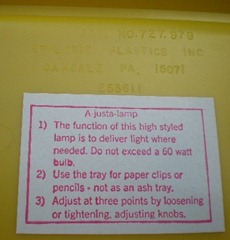 NO. 727,979
PLASTICS INC
OAKDALE PA. 15071
A-justa-lamp
1) The function of this high styled
lamp is to deliver light where
needed. Do not exceed a 60 watt
bulb.
2) Use the tray for paper clips or
pencils - not as an ash tray.
3) Adjust at three points by loosening
or tightening, adjusting knobs.